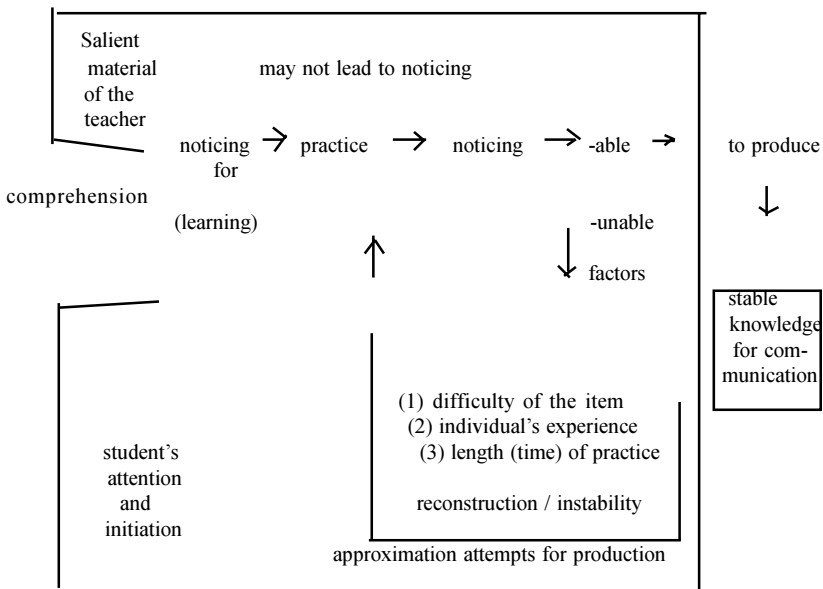 Salient
material
of the
teacher
may not lead to noticing
noticing
for
(learning)
practice
noticing
-able
to produce
comprehension
-unable
factors
stable
knowledge
for com-
munication
(1) difficulty of the item
(2) individual's experience
(3) length (time) of practice
reconstruction / instability
approximation attempts for production
student's
attention
and
initiation